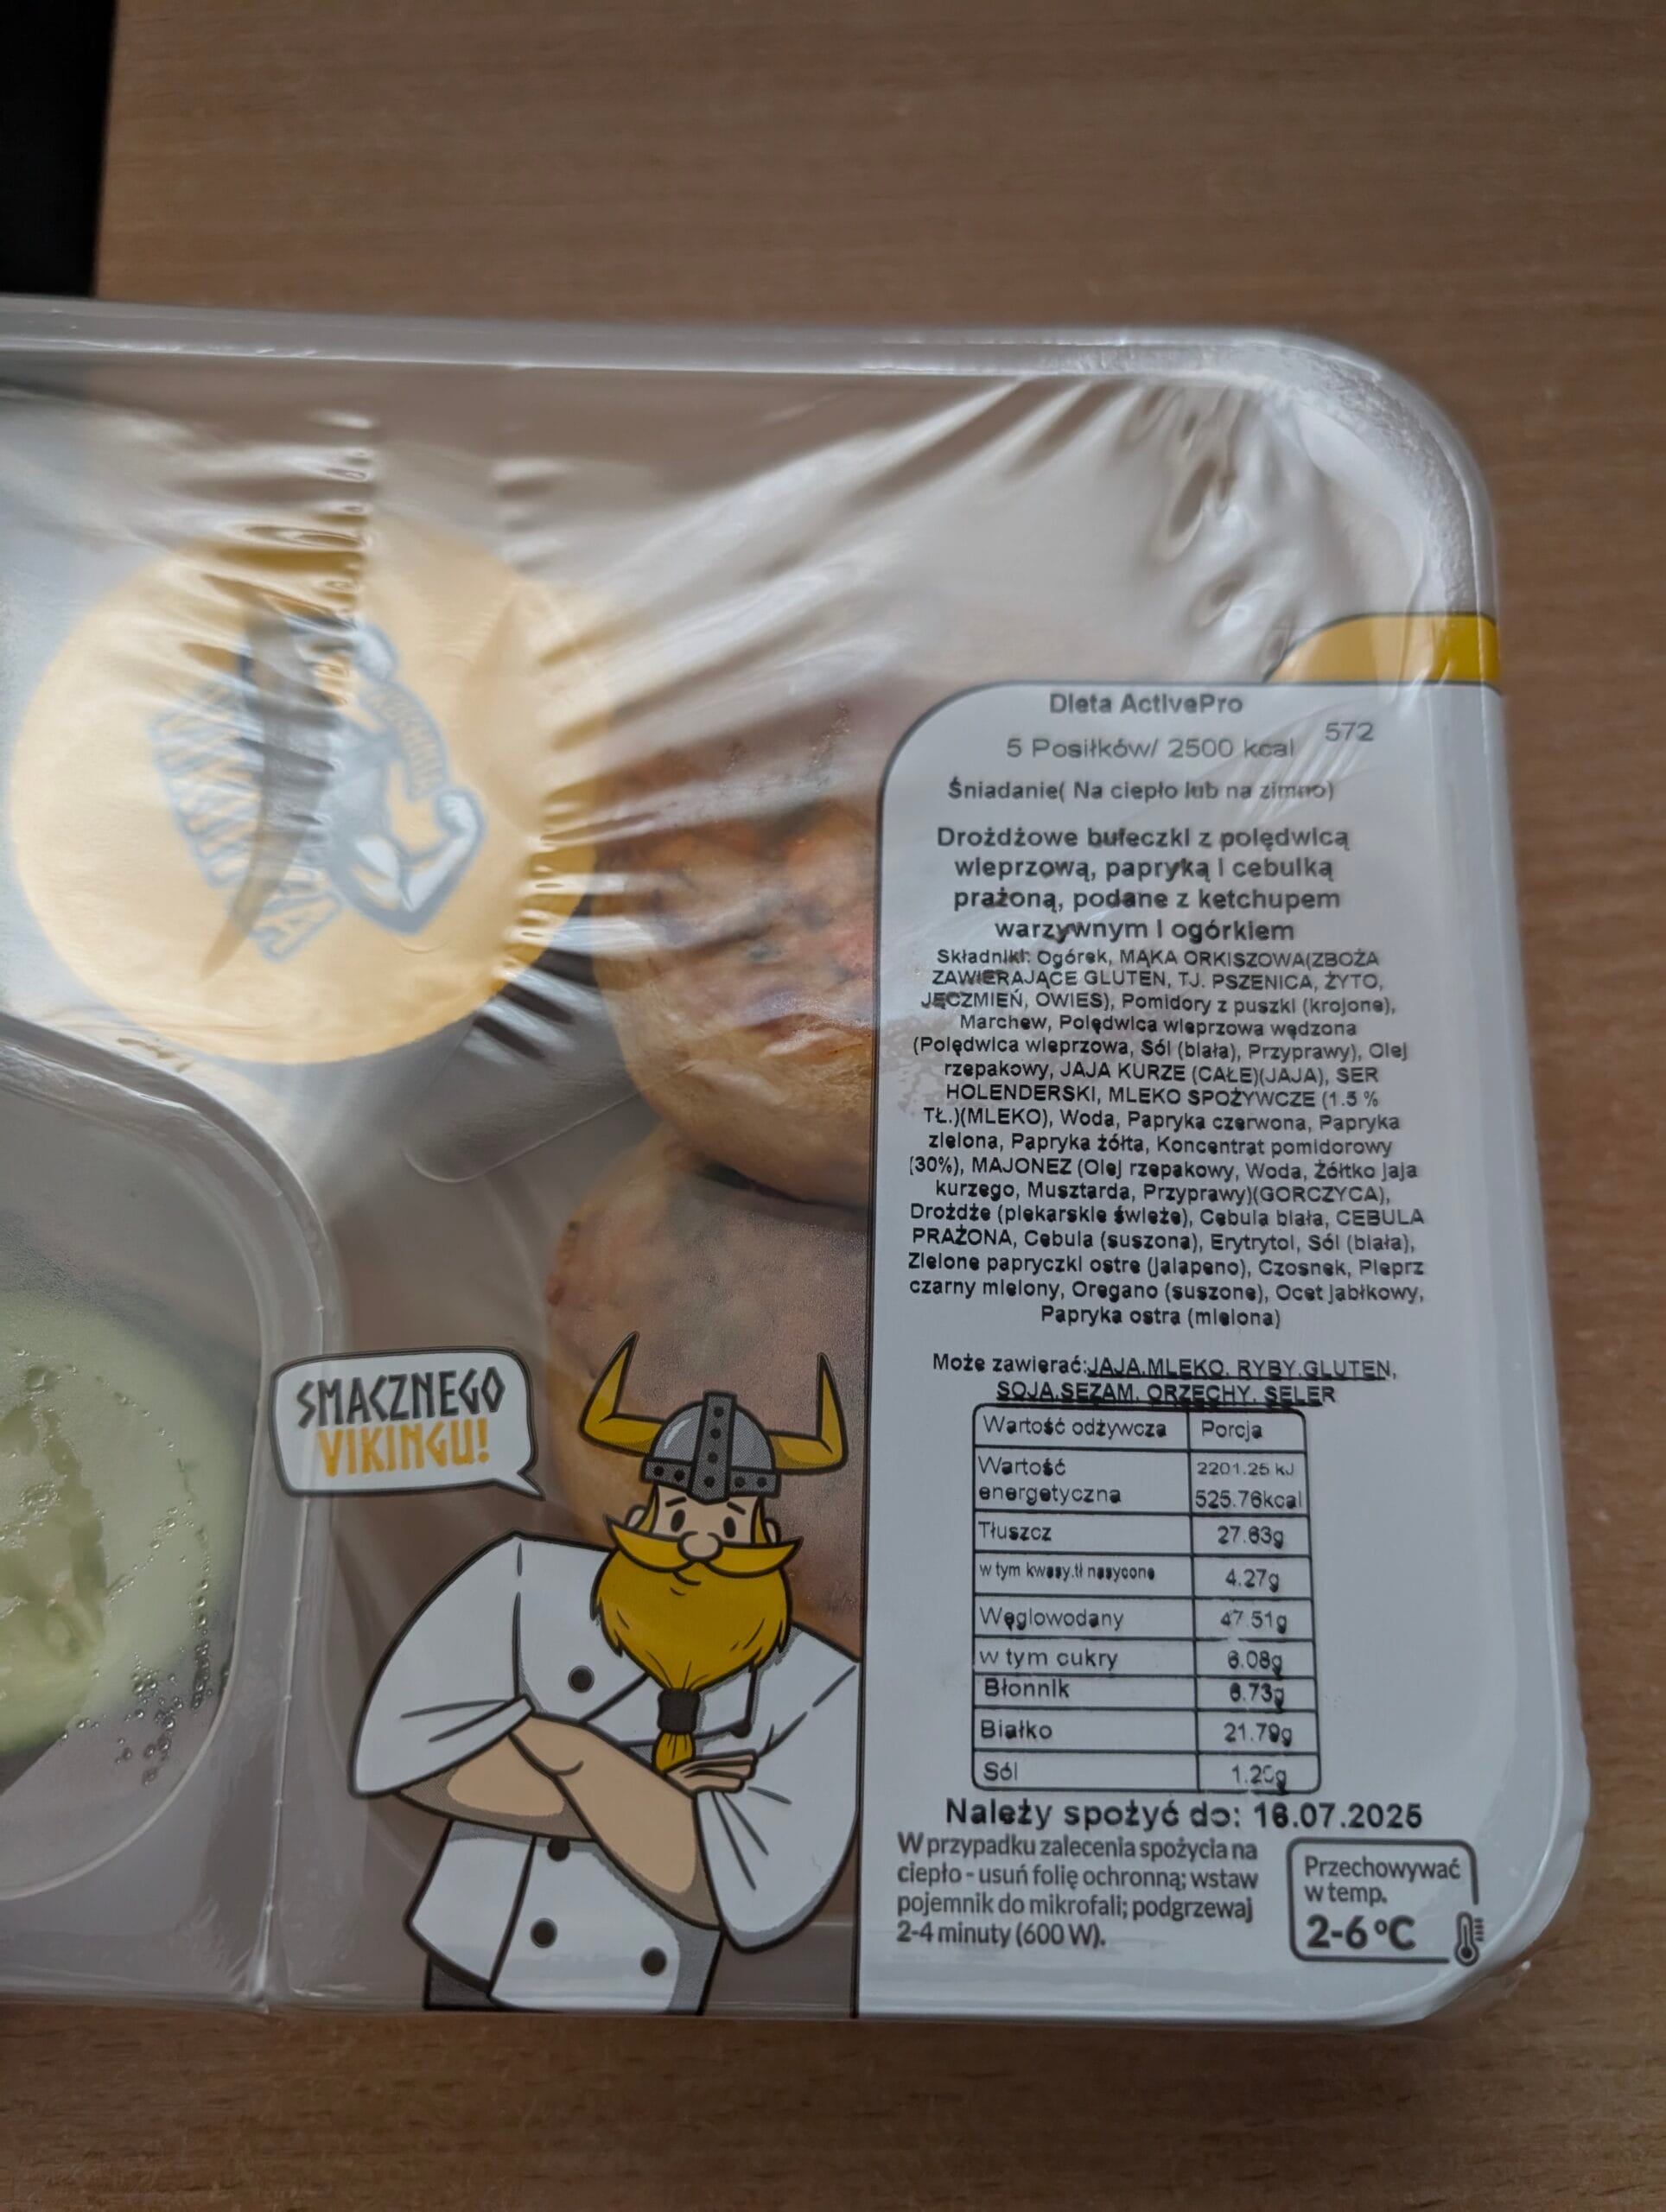 Dieta ActivePro
5 Posiłków/ 2500 kcal 572
Śniadanie( Na ciepło lub na zimno)
Drożdżowe bułeczki z polędwicą
wieprzową, papryką i cebulką
prażoną, podane z ketchupem
warzywnym i ogórkiem
Składniki: Ogórek, MĄKA ORKISZOWA(ZBOŻA
ZAWIERAJĄCE GLUTEN, TJ. PSZENICA, ŻYTO,
JĘCZMIEŃ, OWIES), Pomidory z puszki (krojone),
Marchew, Polędwica wieprzowa wędzona
(Polędwica wieprzowa, Sól (biała), Przyprawy), Olej
rzepakowy, JAJA KURZE (CAŁE)(JAJA), SER
HOLENDERSKI, MLEKO SPOŻYWCZE (1.5 %
TŁ.)(MLEKO), Woda, Papryka czerwona, Papryka
zielona, Papryka żółta, Koncentrat pomidorowy
(30%), MAJONEZ (Olej rzepakowy, Woda, Żółtko jaja
kurzego, Musztarda, Przyprawy)(GORCZYCA),
Drożdże (piekarskie świeże), Cebula biała, CEBULA
PRAŻONA, Cebula (suszona), Erytrytol, Sól (biała),
Zielone papryczki ostre (jalapeno), Czosnek, Pieprz
czarny mielony, Oregano (suszone), Ocet jabłkowy,
Papryka ostra (mielona)
Może zawierać:JAJA,MLEKO, RYBY,GLUTEN,
SOJA,SEZAM, ORZECHY, SELER
Wartość odżywcza Porcja
Wartość 2201.25 kJ
energetyczna 525.76kcal
Tłuszcz 27.63g
w tym kwasy.tł nasycone 4.27g
Węglowodany 47.51g
w tym cukry 6.08g
Błonnik 6.73g
Białko 21.79g
Sól
Należy spożyć do: 16.07.2025
W przypadku zalecenia spożycia na
ciepło - usuń folię ochronną; wstaw
pojemnik do mikrofali; podgrzewaj
2-4 minuty (600 W).
Przechowywać
w temp.
2-6 °C
SMACZNEGO
VIKINGU!